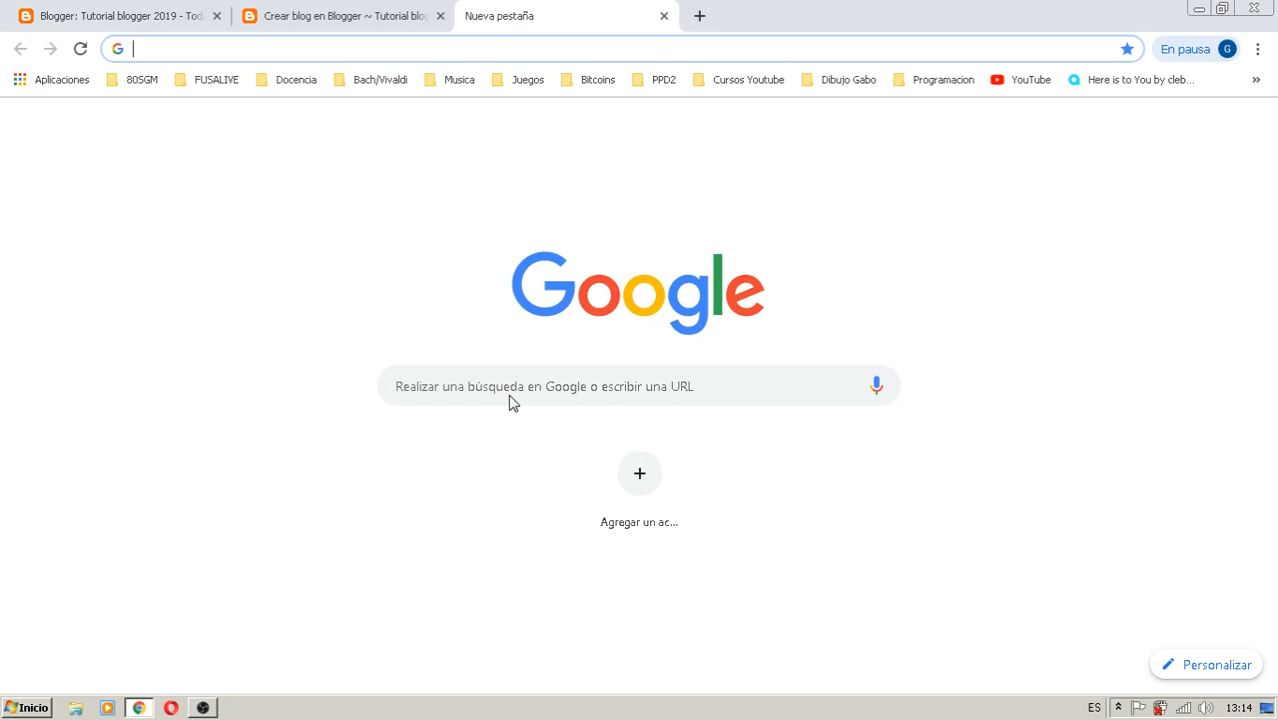 Blogger: Tutorial blogger 2019 - Tod
Crear blog en Blogger ~ Tutorial blog
Nueva pestaña
En pausa G
Aplicaciones
80SGM
FUSALIVE
Docencia
Bach/Vivaldi
Musica
Juegos
Bitcoins
PPD2
Cursos Youtube
Dibujo Gabo
Programacion
YouTube
Here is to You by cleb...
»
Google
Realizar una búsqueda en Google o escribir una URL
Agregar un ac...
Personalizar
Inicio
ES
13:14